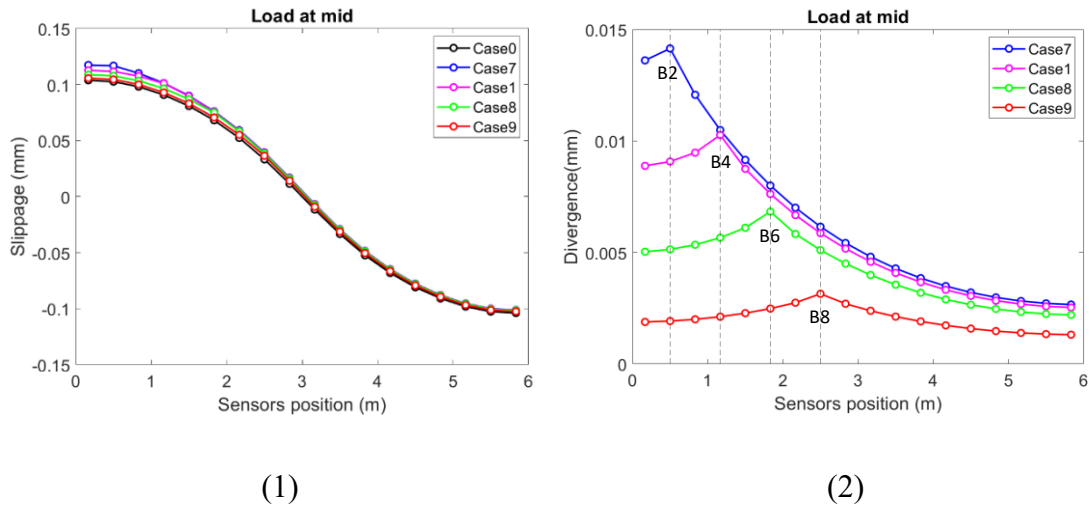 Load at mid
0.15
0.1
0.05
0
-0.05
-0.1
-0.15
Slippage (mm)
0 1 2 3 4 5 6
Sensors position (m)
Case0
Case7
Case1
Case8
Case9
(1)
Load at mid
0.015
0.01
0.005
0
Divergence(mm)
0 1 2 3 4 5 6
Sensors position (m)
Case7
Case1
Case8
Case9
B2
B4
B6
B8
(2)